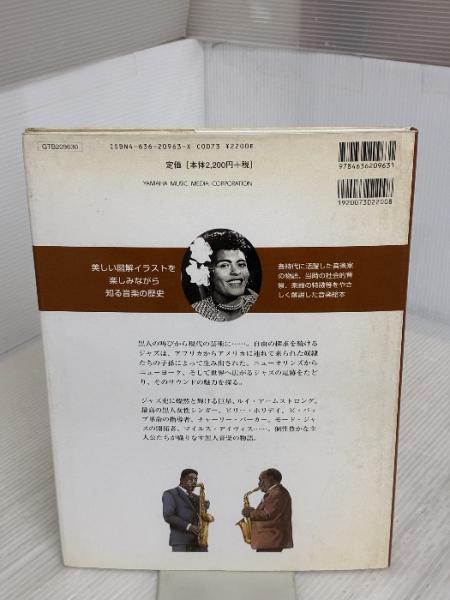 GTB209630
ISBN4-636-20963-X C0073 ¥2200E
定価[本体2,200円+税]
YAMAHA MUSIC MEDIA CORPORATION
9784636209631
1920073022008
美しい図解イラストを
楽しみながら
知る音楽の歴史
各時代に活躍した音楽家
の物語、当時の社会的背
景、楽器の特徴等をやさ
しく解説した音楽絵本
黒人の叫びから現代の芸術に……。自由の探求を続ける
ジャズは、アフリカからアメリカに連れて来られた奴隷
たちの子孫によって生み出された。ニューオリンズから
ニューヨーク、そして世界へ広がるジャズの足跡をたど
り、そのサウンドの魅力を探る。
ジャズ史に燦然と輝ける巨星、ルイ・アームストロング。
最高の黒人女性シンガー、ビリー・ホリデイ。ビ・バッ
プ革命の指導者、チャーリー・パーカー。モード・ジャ
ズの開拓者、マイルス・デイヴィス……。個性豊かな主
人公たちが織りなす黒人音楽の物語。